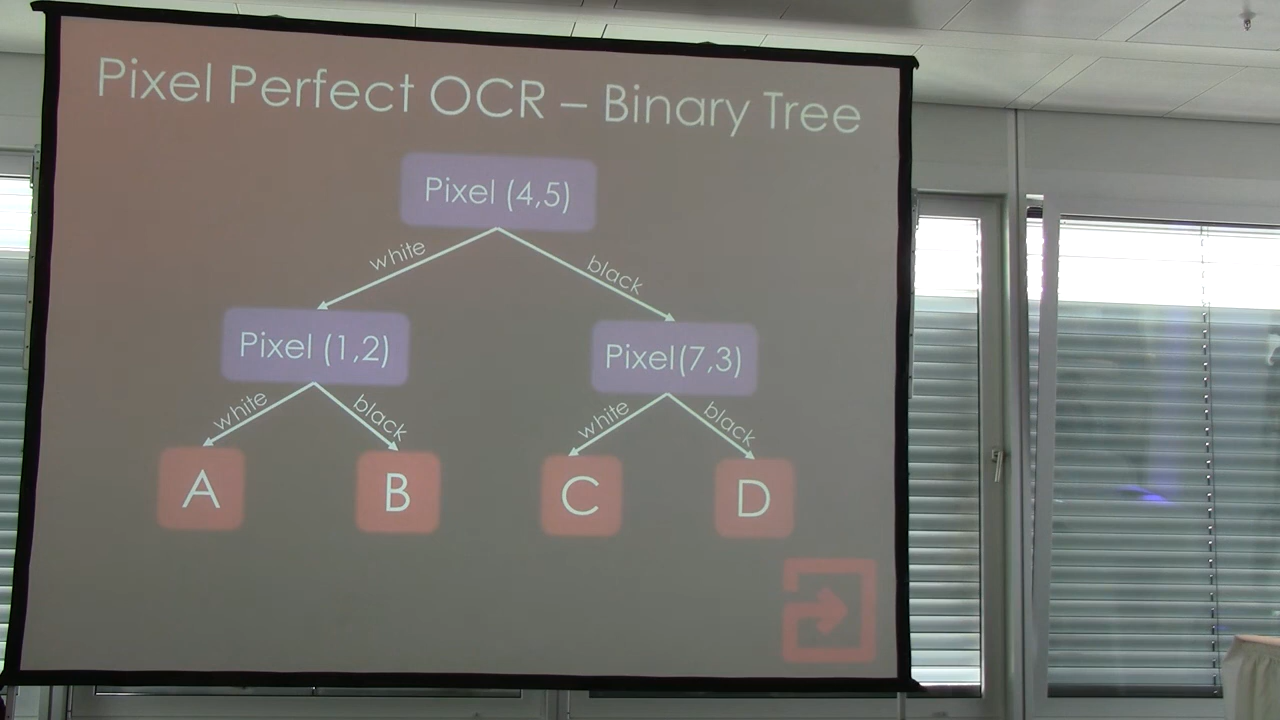 Pixel Perfect OCR – Binary Tree
Pixel (4,5)
white
black
Pixel (1,2)
Pixel(7,3)
white
black
white
black
A
B
C
D